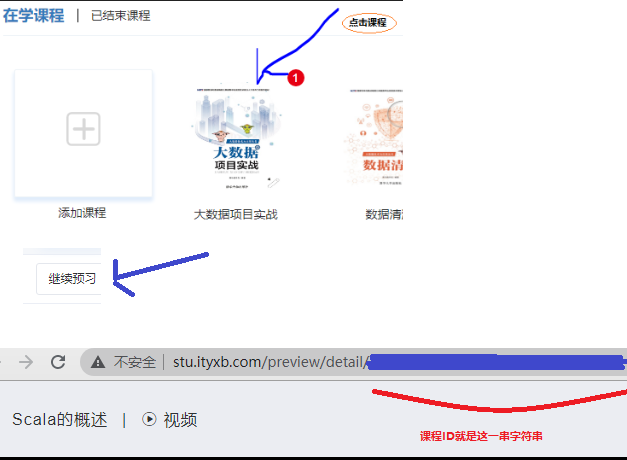 在学课程 | 已结束课程
点击课程
1
大数据
项目实战
数据清
添加课程
大数据项目实战
数据清
继续预习
不安全 | stu.ityxb.com/preview/detail/
Scala的概述 | 视频
课程ID就是这一串字符串